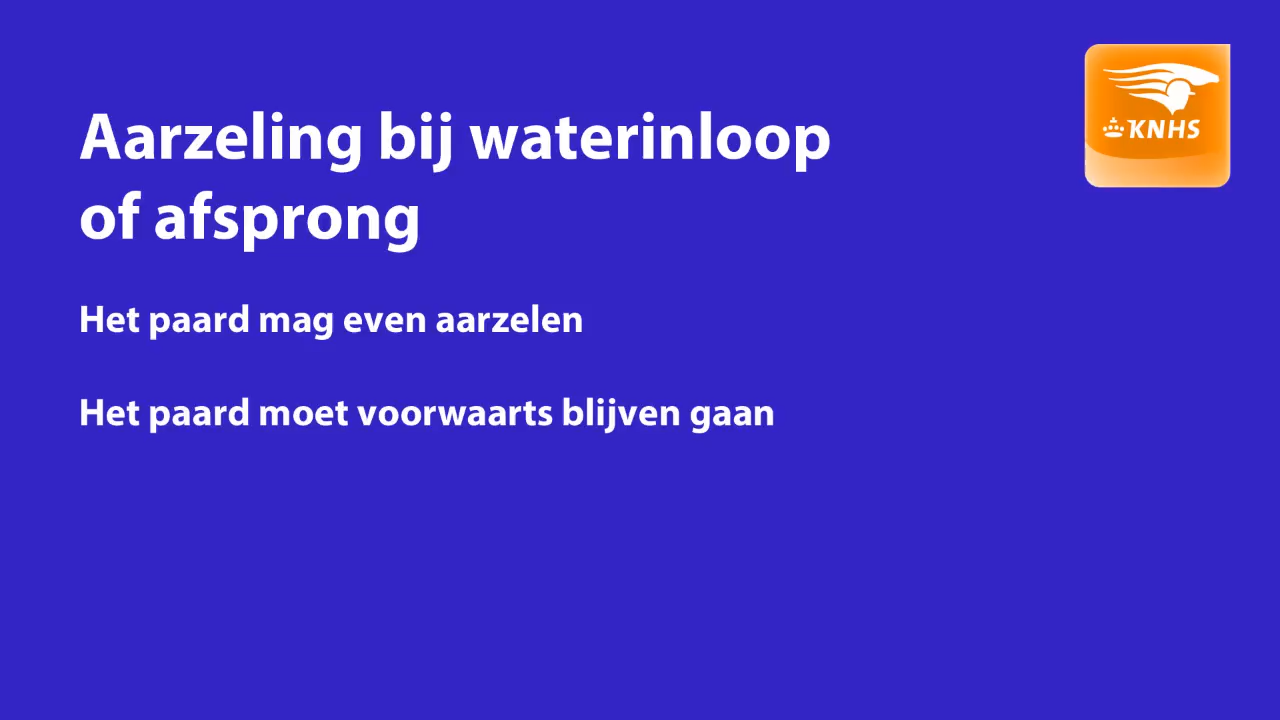 Aarzeling bij waterinloop
of afsprong
KNHS
Het paard mag even aarzelen
Het paard moet voorwaarts blijven gaan